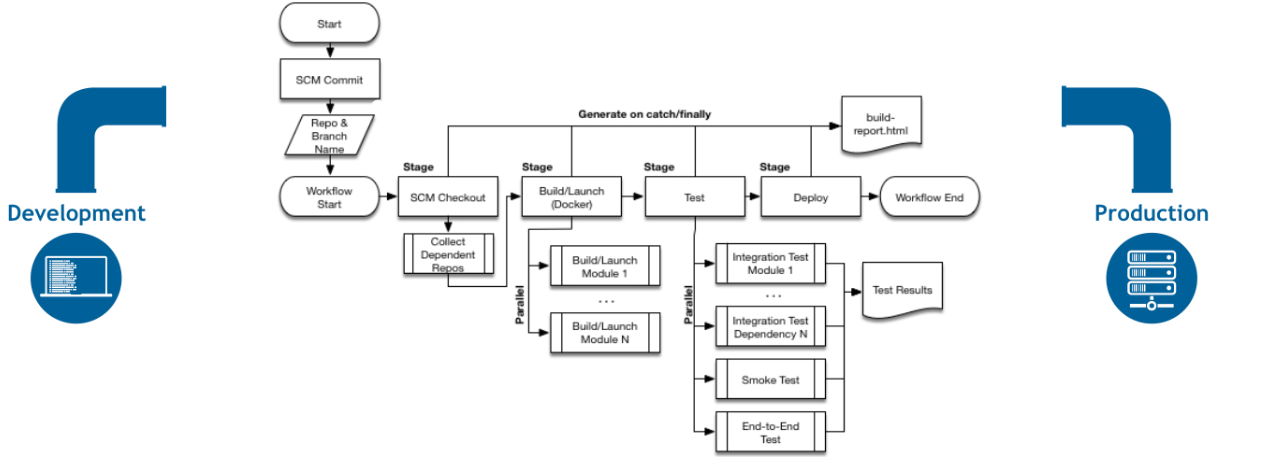 Start
SCM Commit
Repo &
Branch
Name
Generate on catch/finally
build-
report.html
Stage
Stage
Stage
Stage
Workflow
Start
SCM Checkout
Build/Launch
(Docker)
Test
Deploy
Workflow End
Development
Production
Collect
Dependent
Repos
Parallel
Build/Launch
Module 1
...
Build/Launch
Module N
Parallel
Integration Test
Module 1
...
Integration Test
Dependency N
Smoke Test
End-to-End
Test
Test Results